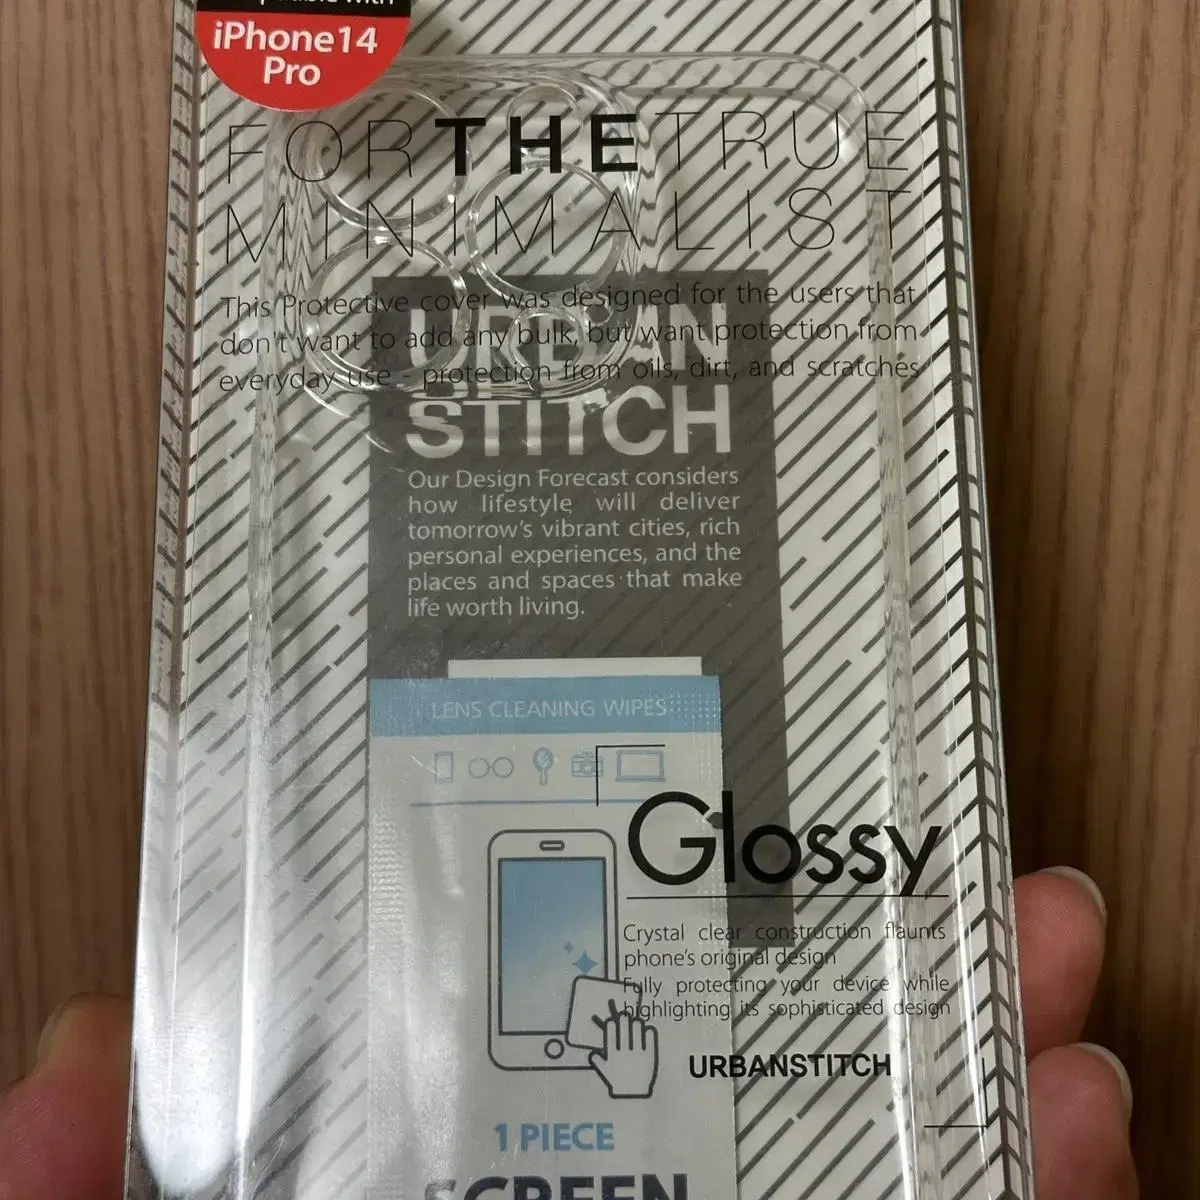 with
iPhone14
Pro
FOR THE TRUE
MINIMALIST
This Protective cover was designed for the users that
don't want to add any bulk, but want protection from
everyday use protection from oils, dirt, and scratches
URBAN
STITCH
Our Design Forecast considers
how lifestyle will deliver
tomorrow's vibrant cities, rich
personal experiences, and the
places and spaces that make
life worth living.
LENS CLEANING WIPES
Glossy
Crystal clear construction flaunts
phone's original design
Fully protecting your device while
highlighting its sophisticated design
URBANSTITCH
1 PIECE
SCREEN